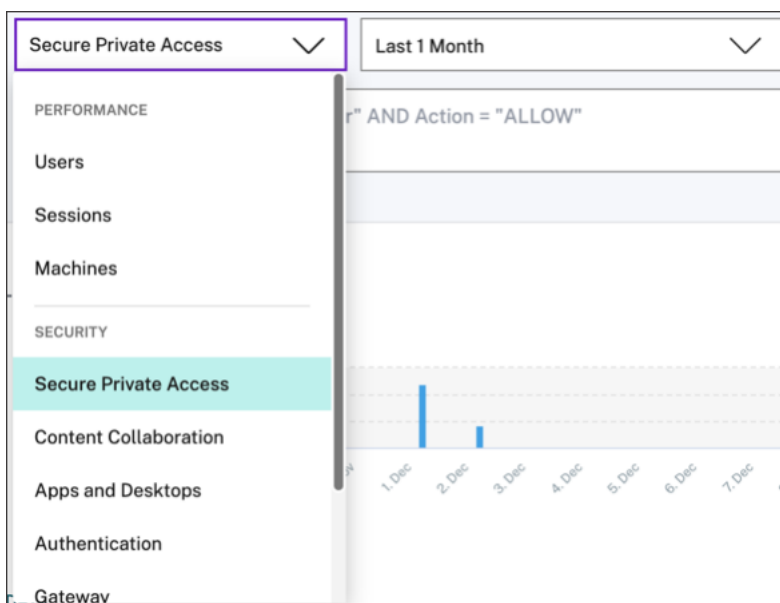 Secure Private Access
Last 1 Month
PERFORMANCE
r" AND Action = "ALLOW"
Users
Sessions
Machines
SECURITY
Secure Private Access
Content Collaboration
Apps and Desktops
Authentication
Gateway
1. Dec
2. Dec
3. Dec
4. Dec
5. Dec
6. Dec
7. Dec